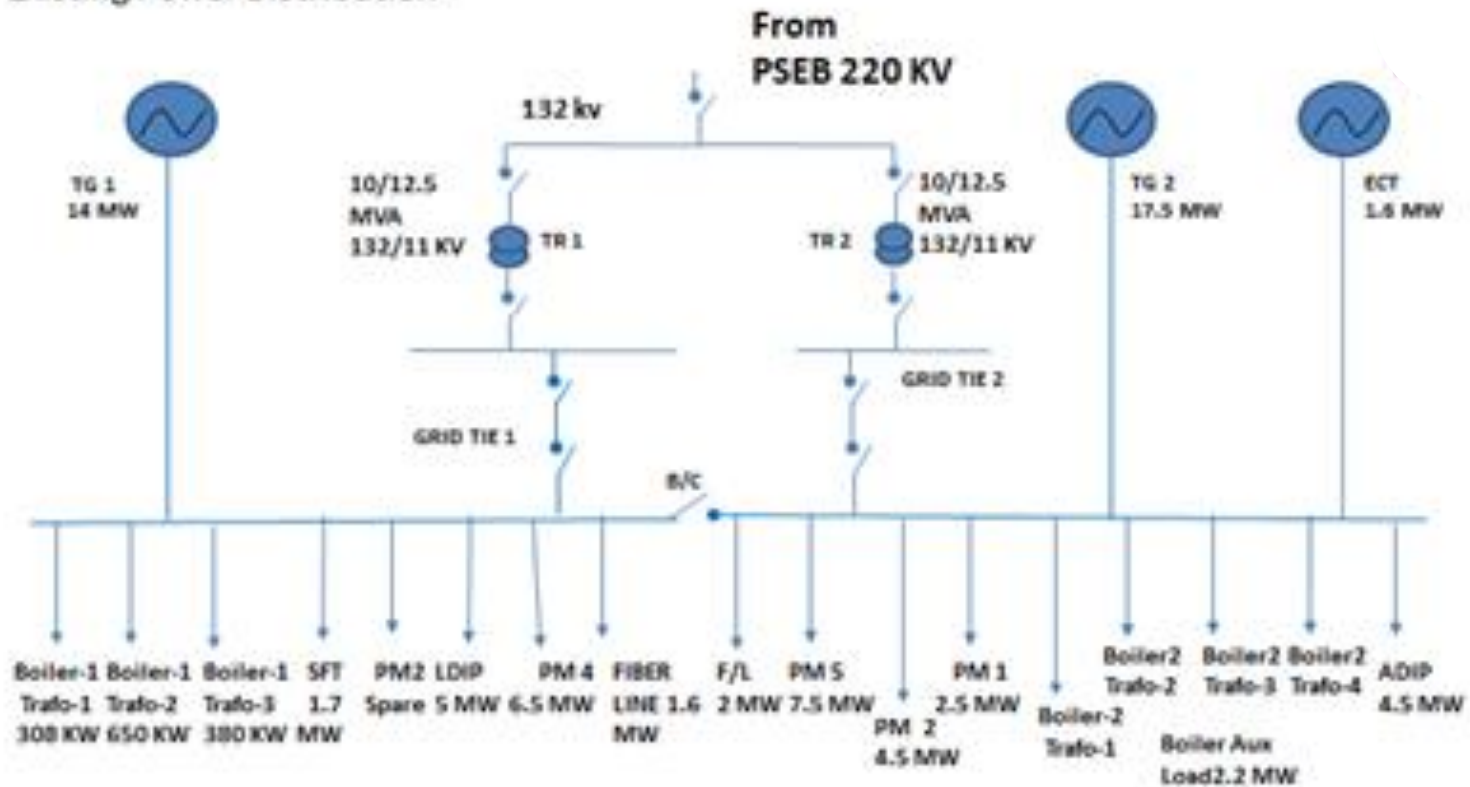 From
PSEB 220 KV
132 kv
TG 1
14 MW
10/12.5
MVA
132/11 KV
TR 1
TR 2
10/12.5
MVA
132/11 KV
TG 2
17.5 MW
ECT
1.6 MW
GRID TIE 1
GRID TIE 2
B/C
Boiler-1
Trafo-1
308 KW
Boiler-1
Trafo-2
650 KW
Boiler-1
Trafo-3
380 KW
SFT
1.7
MW
PM2
Spare
LDIP
5 MW
PM 4
6.5 MW
FIBER
LINE 1.6
MW
F/L
2 MW
PM 5
7.5 MW
PM 2
4.5 MW
PM 1
2.5 MW
Boiler-2
Trafo-1
Boiler2
Trafo-2
Boiler2
Trafo-3
Boiler2
Trafo-4
Boiler Aux
Load2.2 MW
ADIP
4.5 MW